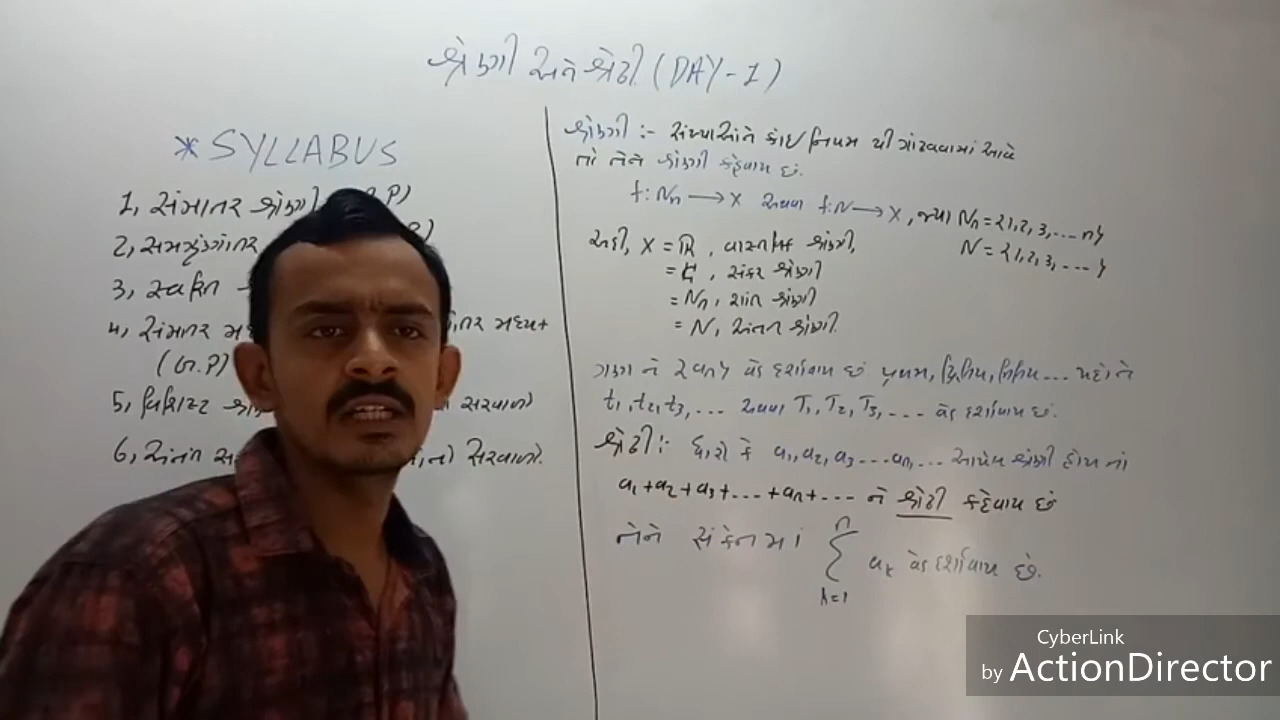 શ્રેણી અને શ્રેઢી (DAY-1)
* SYLLABUS
1, સમાંતર શ્રેણી P)
2, સમગુણોત્તર
3, સ્વરિત
4, સમાંતર મધ્યક
(G.P)
5, વિશિષ્ટ સરવાળો
6, અનંત સરવાળો.
શ્રેણી :- સંખ્યાઓને કોઇ નિયમ થી ગોઠવવામાં આવે
તો તેને શ્રેણી કહેવાય છે.
f: Nn → X અથવા f: N → X, જ્યાં Nn = {1, 2, 3, ... n}
N = {1, 2, 3, .... }
અહીં, X = R, વાસ્તવિક શ્રેણી,
= C, સંકર શ્રેણી
= Nn, શાંત શ્રેણી
= N, અનંત શ્રેણી.
ને {an} વડે દર્શાવાય છે પ્રથમ, દ્વિતિય, ત્રિતિય ... પદો ને
t1, t2, t3, ... અથવા T1, T2, T3, ... વડે દર્શાવાય છે.
શ્રેઢી :- ધારો કે a1, a2, a3 ... an, ... આપેલ શ્રેણી હોય તો
a1 + a2 + a3 + ... + an + ... ને શ્રેઢી કહેવાય છે
તેને સંકેતમાં n ∑ k=1 ak વડે દર્શાવાય છે.
CyberLink
by ActionDirector